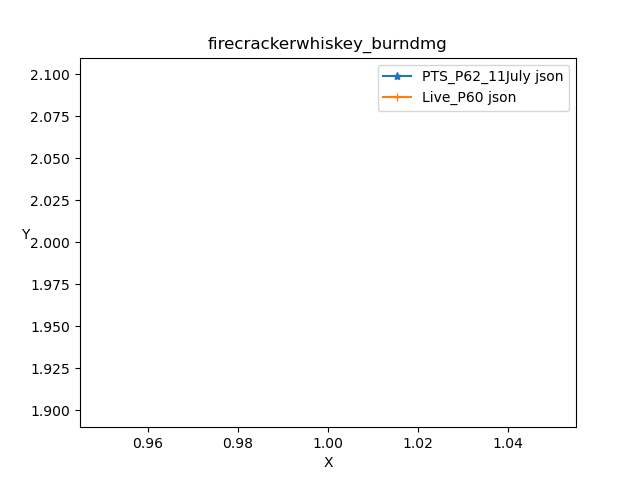 firecrackerwhiskey_burndmg
PTS_P62_11July json
Live_P60 json
2.100
2.075
2.050
2.025
2.000
1.975
1.950
1.925
1.900
Y
0.96 0.98 1.00 1.02 1.04
X